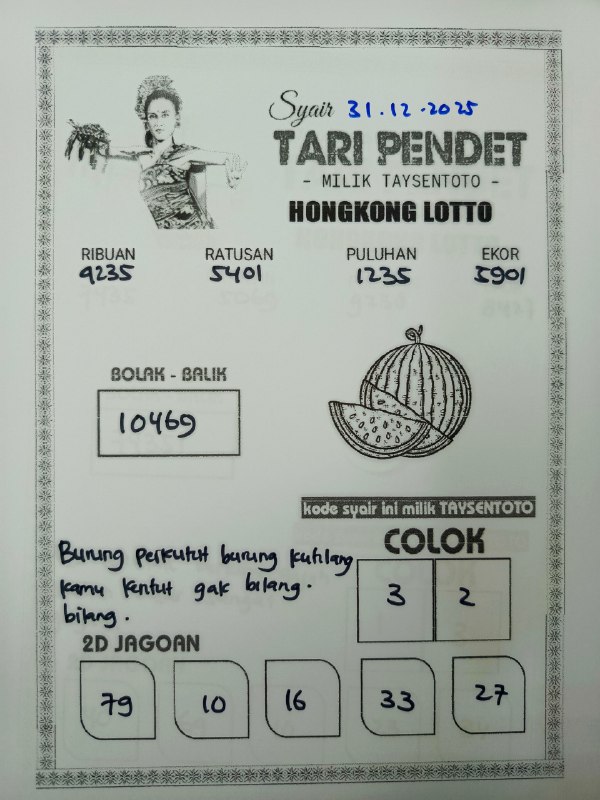 Syair 31.12.2025
TARI PENDET
- MILIK TAYSENTOTO -
HONGKONG LOTTO
RIBUAN RATUSAN PULUHAN EKOR
9235 5401 1235 5901
BOLAK - BALIK
10469
kode syair ini milik TAYSENTOTO
COLOK
3 2
Burung perkutut burung kutilang
kamu kentut gak bilang.
bilang.
2D JAGOAN
79 10 16 33 27